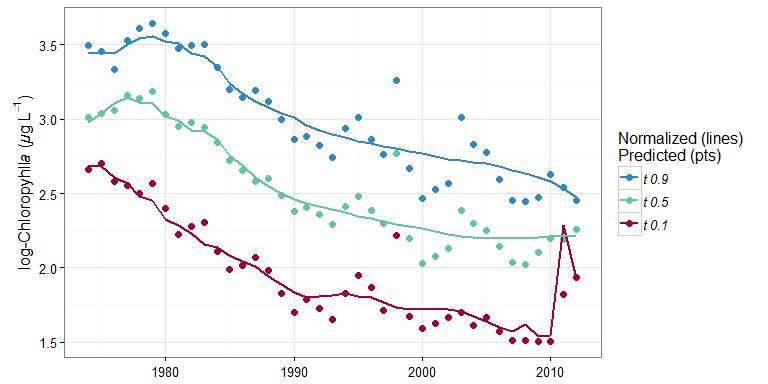 log-Chloropyhlla (μg L⁻¹)
3.5
3.0
2.5
2.0
1.5
1980
1990
2000
2010
Normalized (lines)
Predicted (pts)
t 0.9
t 0.5
t 0.1